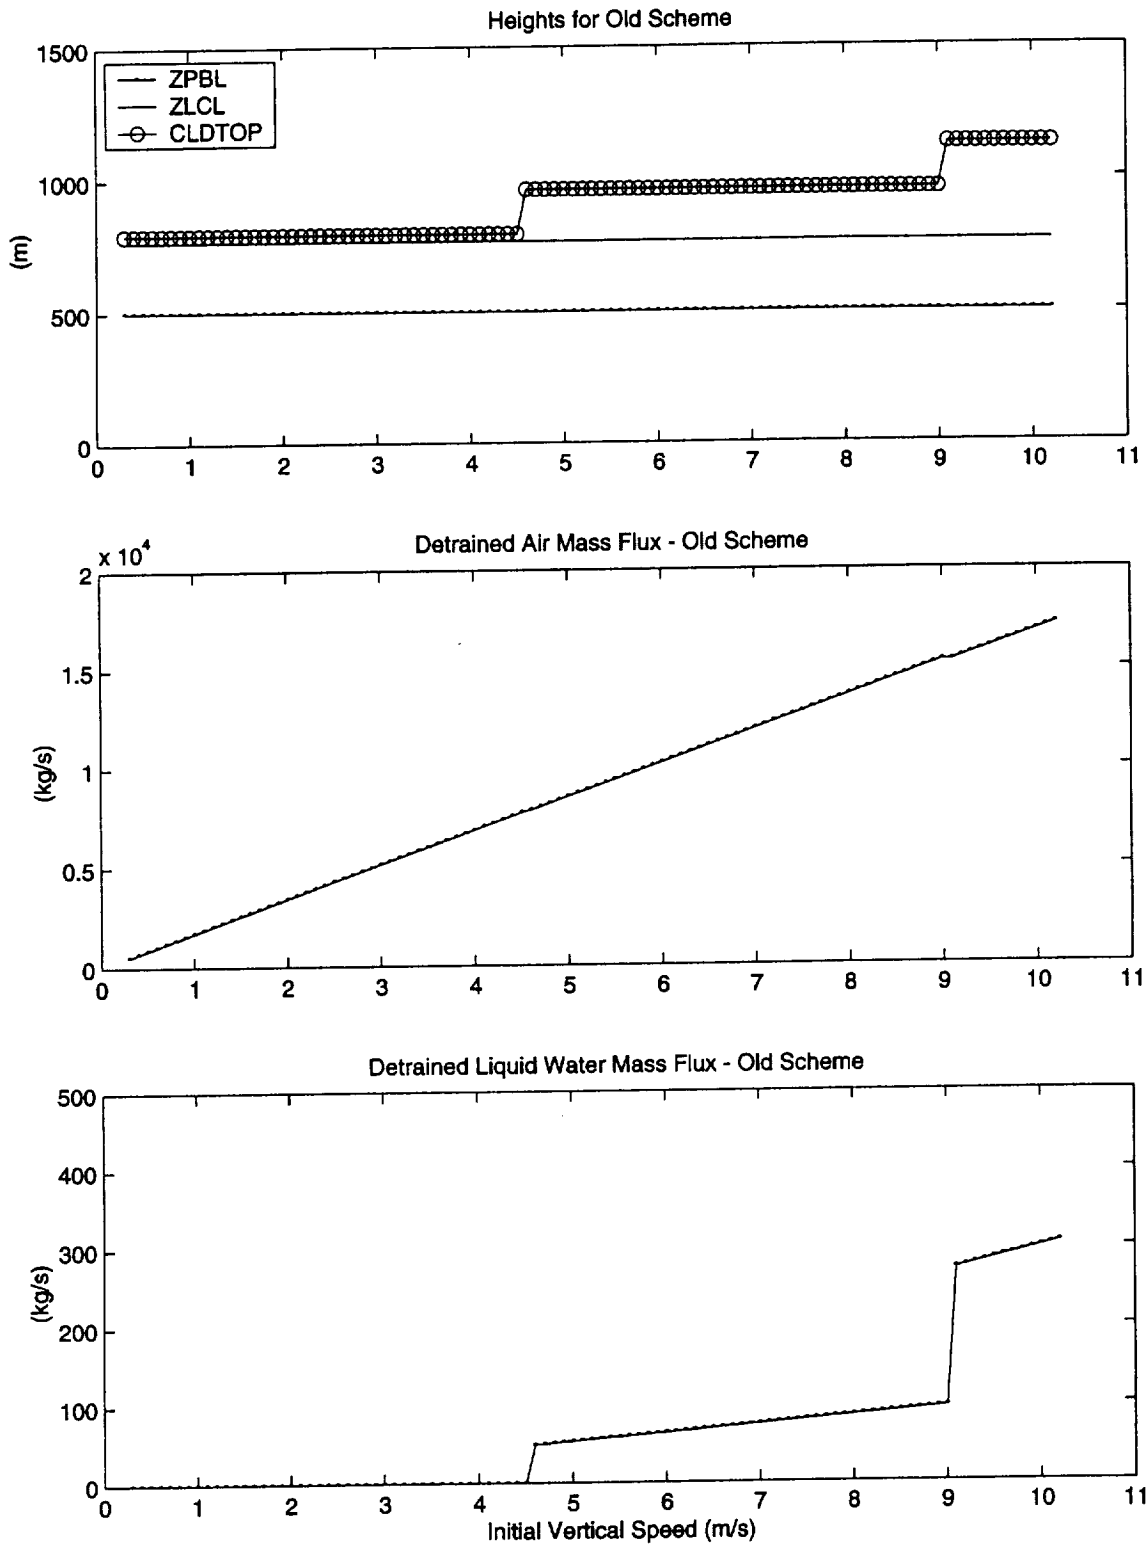 Heights for Old Scheme
1500
1000
500
0
(m)
ZPBL
ZLCL
CLDTOP
0 1 2 3 4 5 6 7 8 9 10 11
Detrained Air Mass Flux - Old Scheme
x 10^4
2
1.5
1
0.5
0
(kg/s)
0 1 2 3 4 5 6 7 8 9 10 11
Detrained Liquid Water Mass Flux - Old Scheme
500
400
300
200
100
0
(kg/s)
0 1 2 3 4 5 6 7 8 9 10 11
Initial Vertical Speed (m/s)